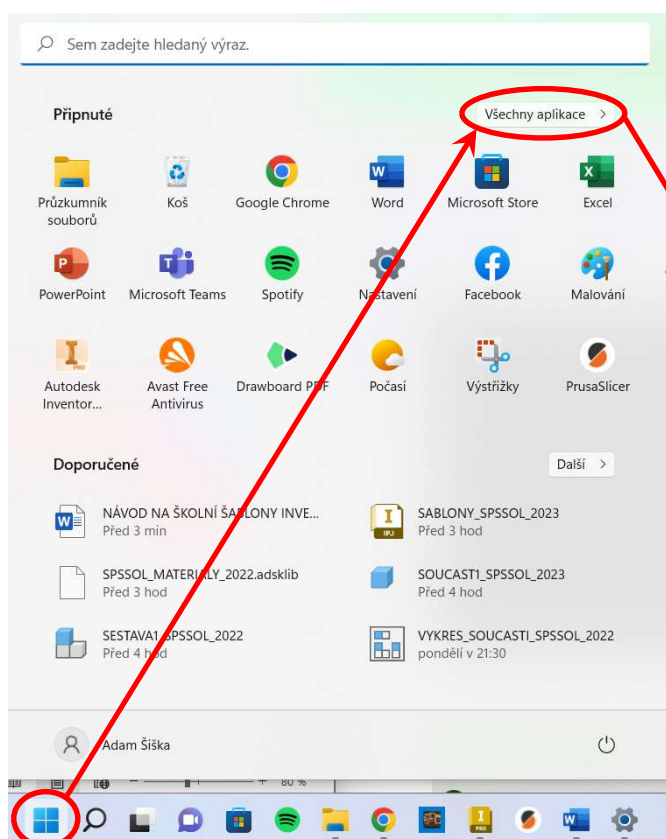 Sem zadejte hledaný výraz.
Připnuté
Všechny aplikace >
Průzkumník souborů
Koš
Google Chrome
Word
Microsoft Store
Excel
PowerPoint
Microsoft Teams
Spotify
Nastavení
Facebook
Malování
Autodesk Inventor...
Avast Free Antivirus
Drawboard PDF
Počasí
Výstřižky
PrusaSlicer
Doporučené
Další >
NÁVOD NA ŠKOLNÍ ŠABLONY INVE...
Před 3 min
SABLONY_SPSSOL_2023
Před 3 hod
SPSSOL_MATERIALY_2022.adsklib
Před 3 hod
SOUCAST1_SPSSOL_2023
Před 4 hod
SESTAVA1_SPSSOL_2022
Před 4 hod
VYKRES_SOUCASTI_SPSSOL_2022
pondělí v 21:30
Adam Šiška
80 %